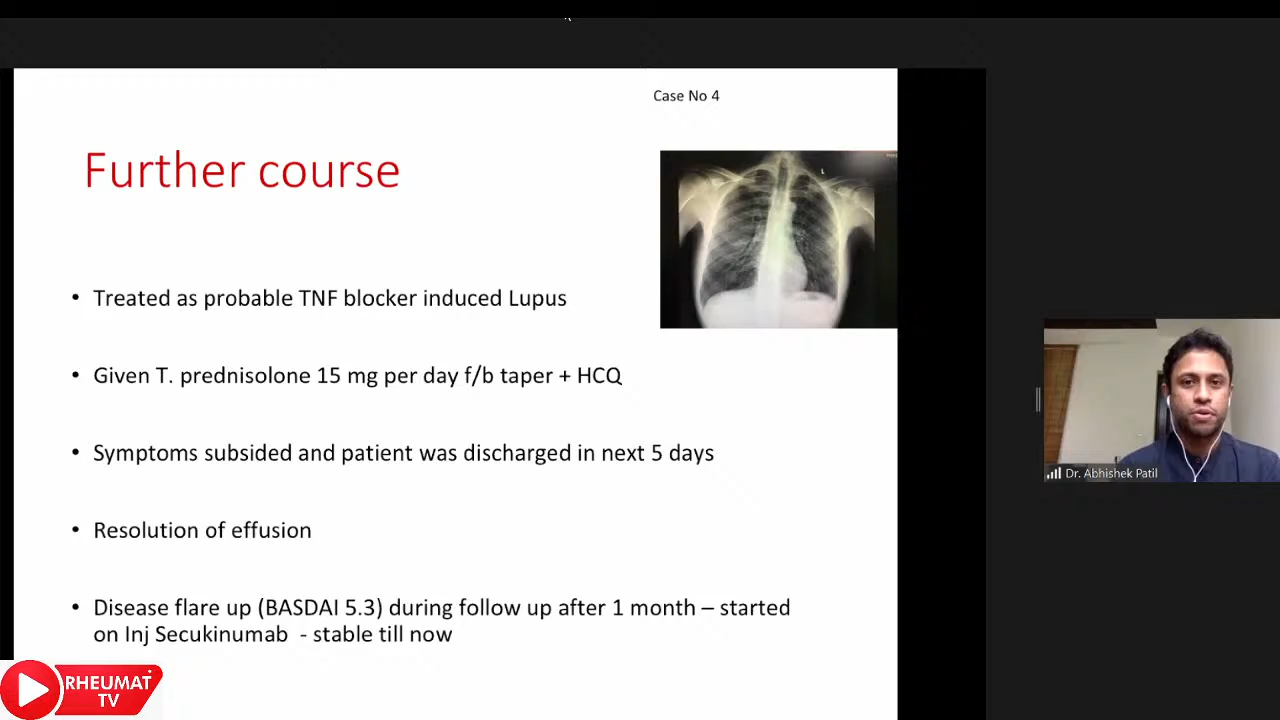 Case No 4
Further course
L
• Treated as probable TNF blocker induced Lupus
• Given T. prednisolone 15 mg per day f/b taper + HCQ
• Symptoms subsided and patient was discharged in next 5 days
• Resolution of effusion
• Disease flare up (BASDAI 5.3) during follow up after 1 month – started
on Inj Secukinumab - stable till now
Dr. Abhishek Patil
RHEUMAT
TV